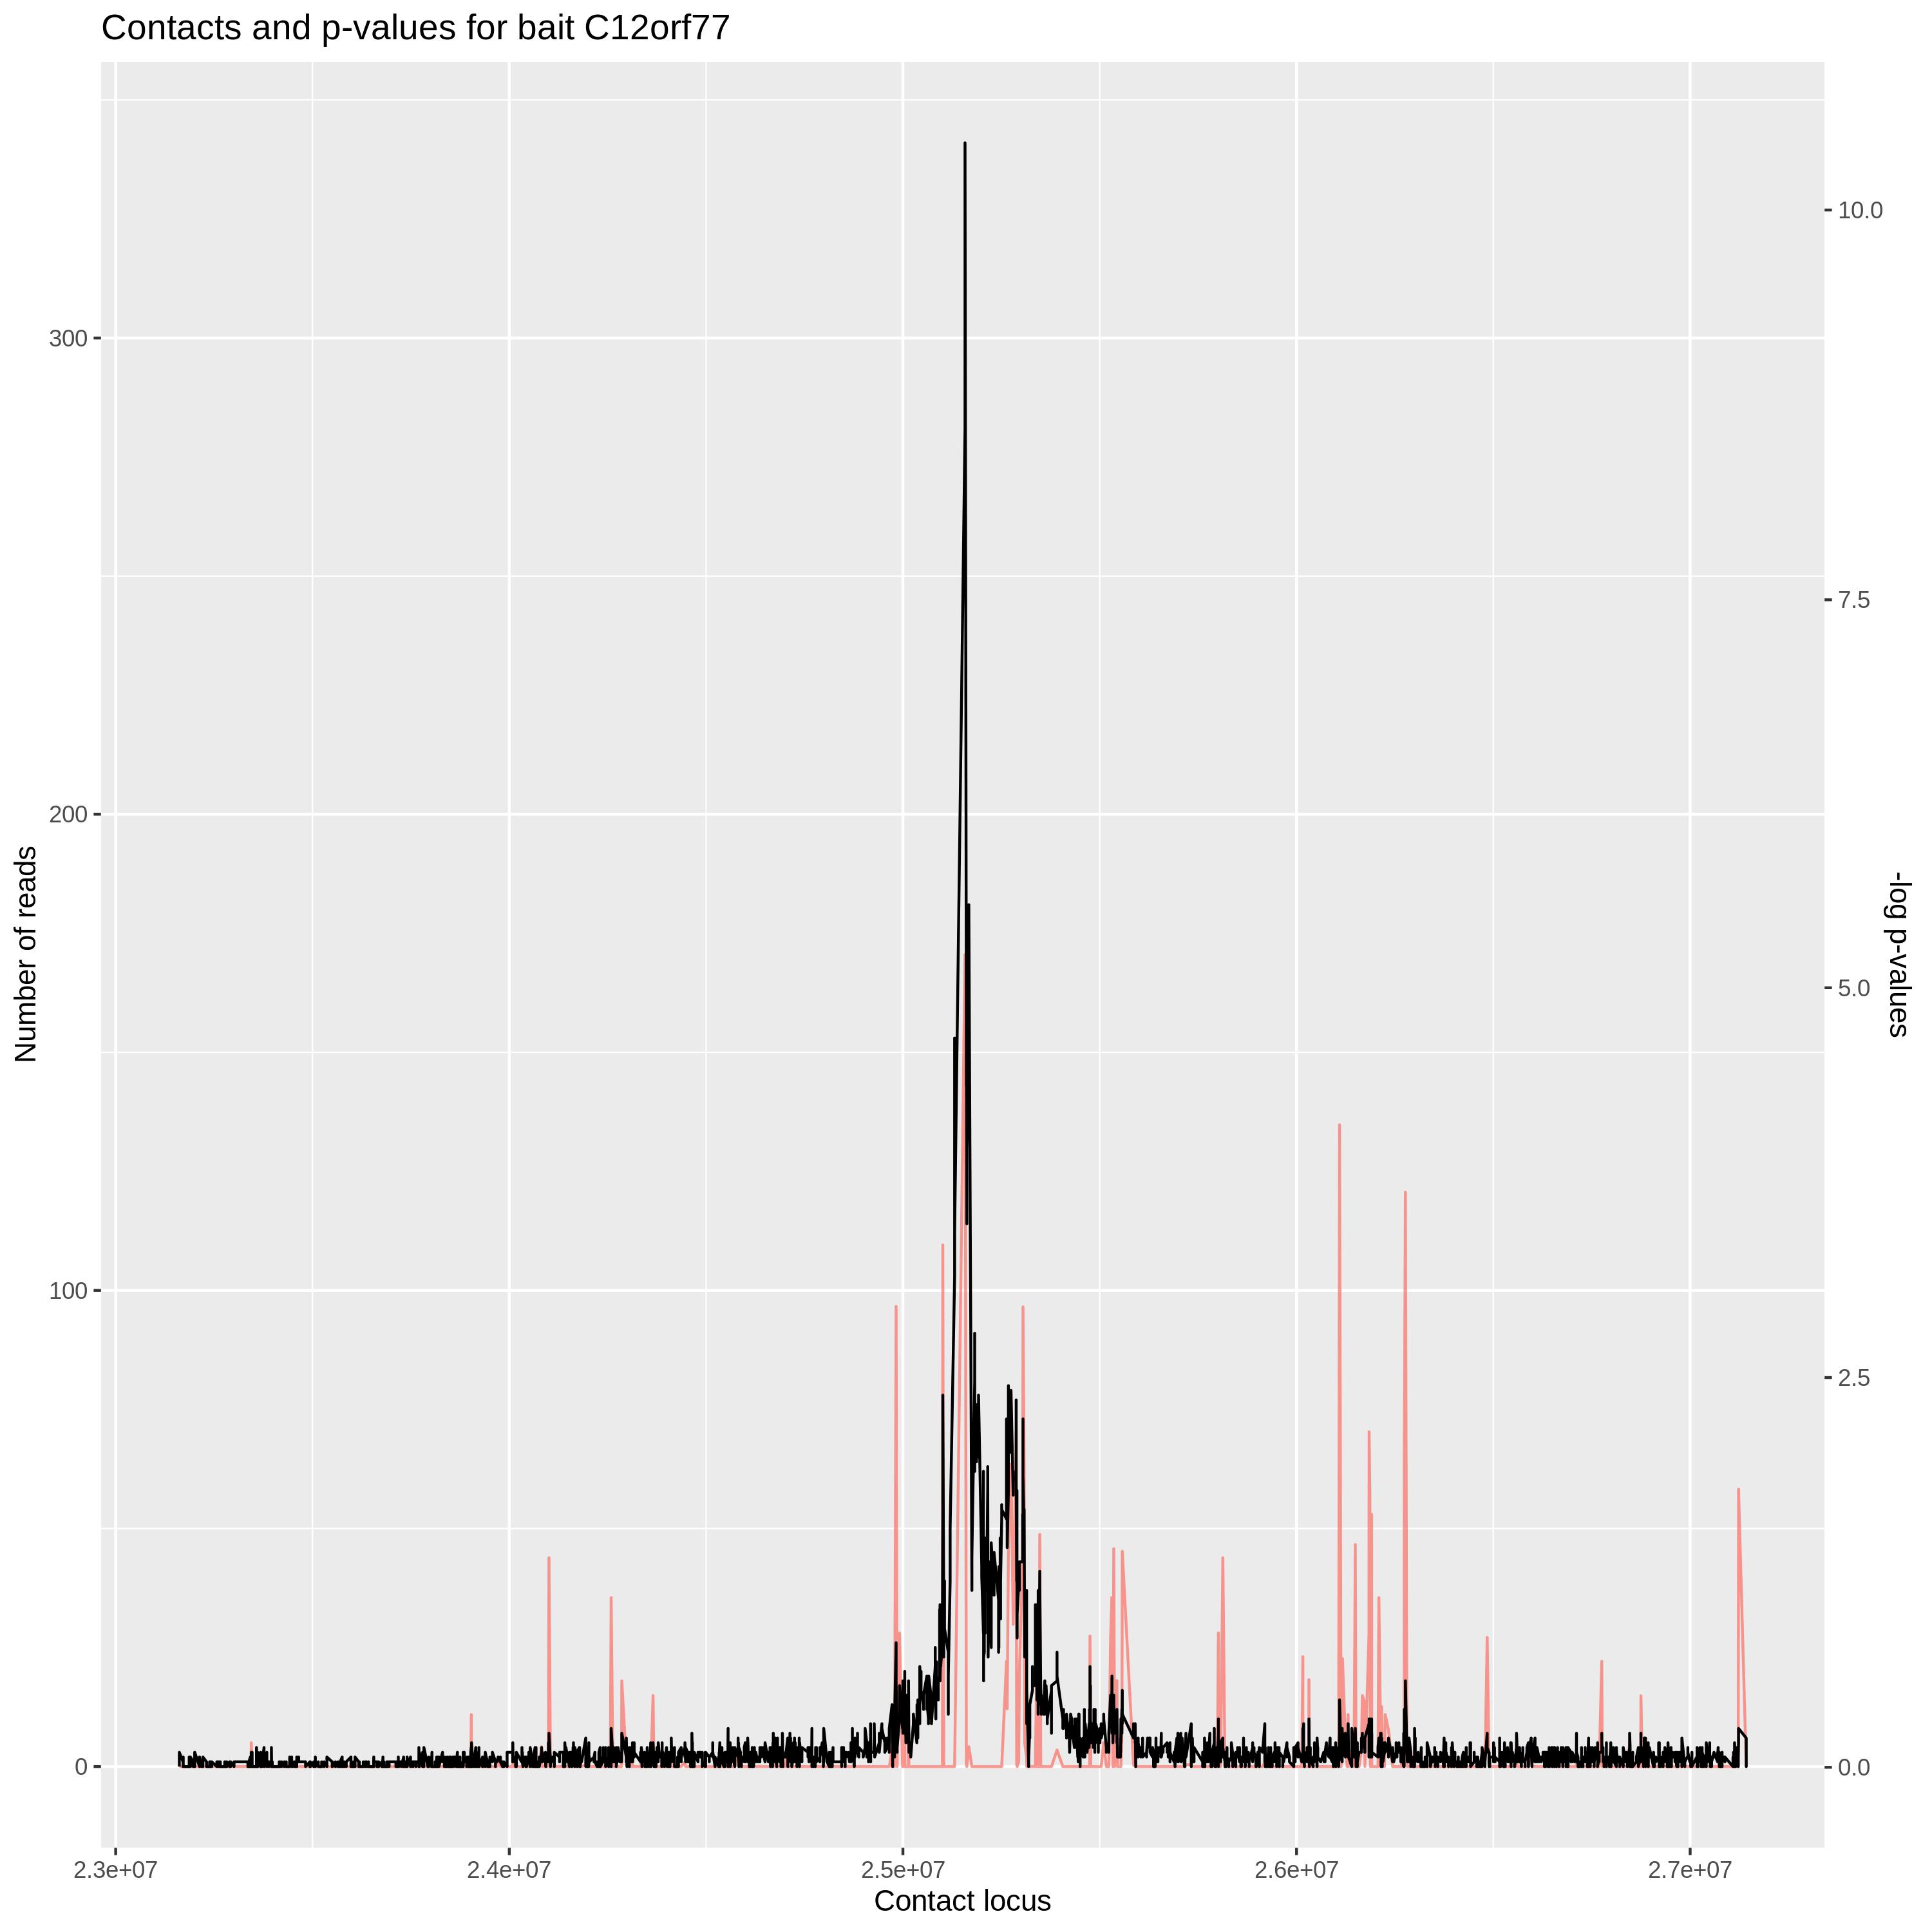 Contacts and p-values for bait C12orf77
Number of reads
300
200
100
0
10.0
7.5
5.0
2.5
0.0
-log p-values
2.3e+07
2.4e+07
2.5e+07
2.6e+07
2.7e+07
Contact locus